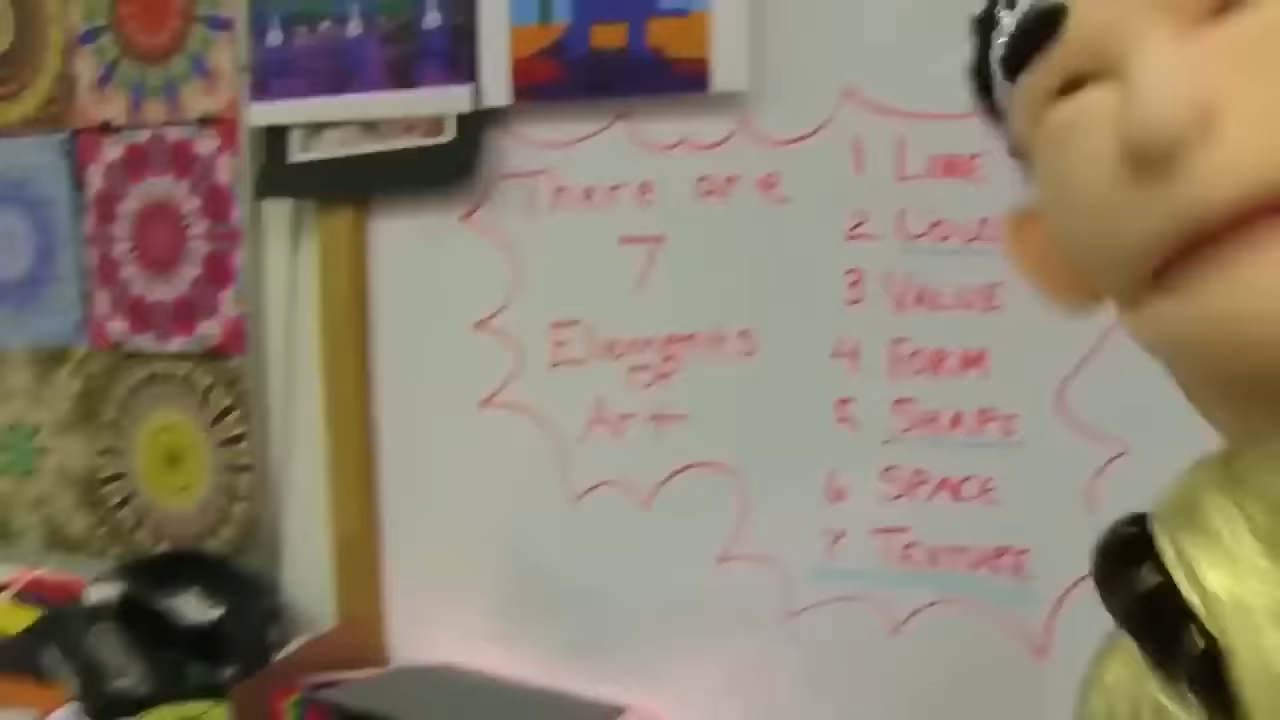 There are
7
Elements
of
Art
1 LINE
2 COLO
3 VALUE
4 FORM
5 SHAPE
6 SPACE
7 TEXTURE